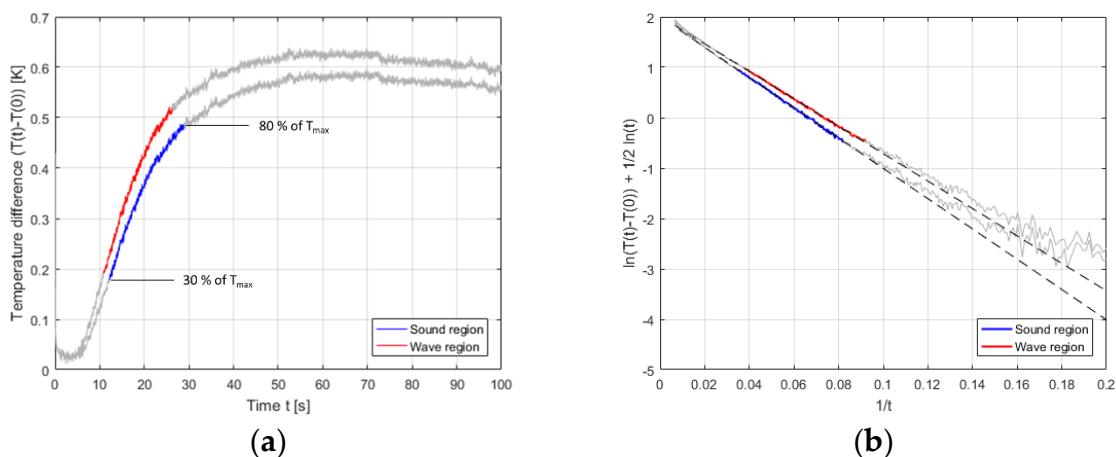 0.7
0.6
0.5
0.4
0.3
0.2
0.1
0
Temperature difference (T(t)-T(0)) [K]
80 % of Tmax
30 % of Tmax
Sound region
Wave region
0 10 20 30 40 50 60 70 80 90 100
Time t [s]
(a)
2
1
0
-1
-2
-3
-4
-5
ln(T(t)-T(0)) + 1/2 ln(t)
Sound region
Wave region
0 0.02 0.04 0.06 0.08 0.1 0.12 0.14 0.16 0.18 0.2
1/t
(b)